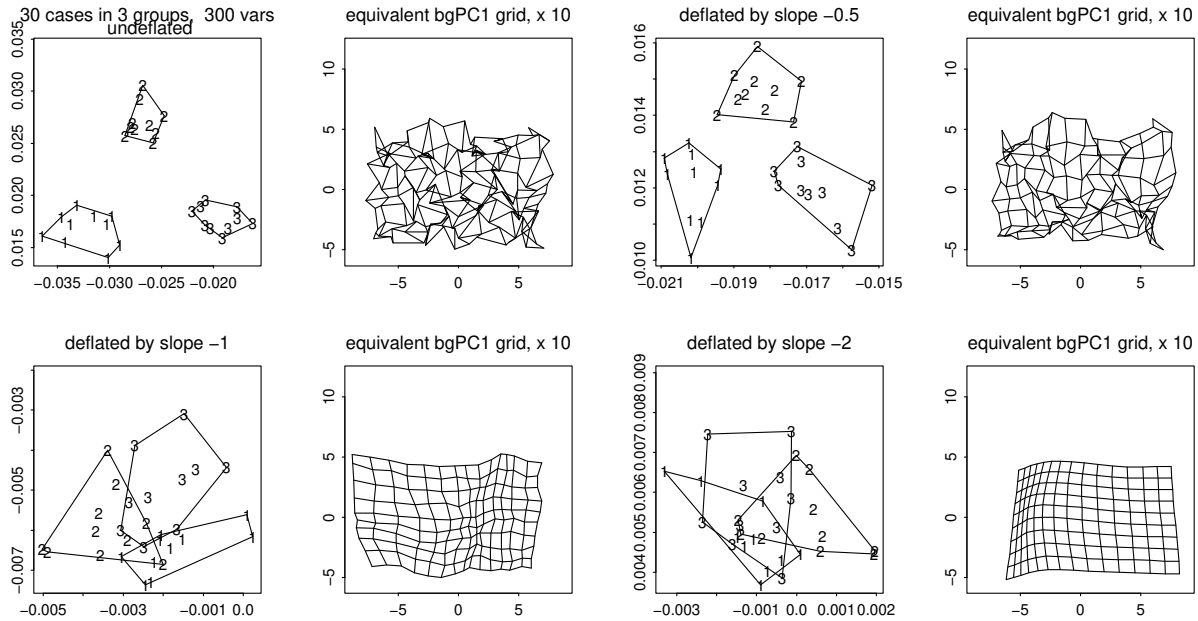 30 cases in 3 groups, 300 vars
undeflated
equivalent bgPC1 grid, x 10
deflated by slope −0.5
equivalent bgPC1 grid, x 10
0.035
0.030
0.025
0.020
0.015
−0.035 −0.030 −0.025 −0.020
10
5
0
−5
−5 0 5
0.016
0.014
0.012
0.010
−0.021 −0.019 −0.017 −0.015
10
5
0
−5
−5 0 5
deflated by slope −1
equivalent bgPC1 grid, x 10
deflated by slope −2
equivalent bgPC1 grid, x 10
−0.003
−0.005
−0.007
−0.005 −0.003 −0.001 0.0
10
5
0
−5
−5 0 5
0.009
0.008
0.007
0.006
0.005
0.004
−0.003 −0.001 0.0 0.001 0.002
10
5
0
−5
−5 0 5